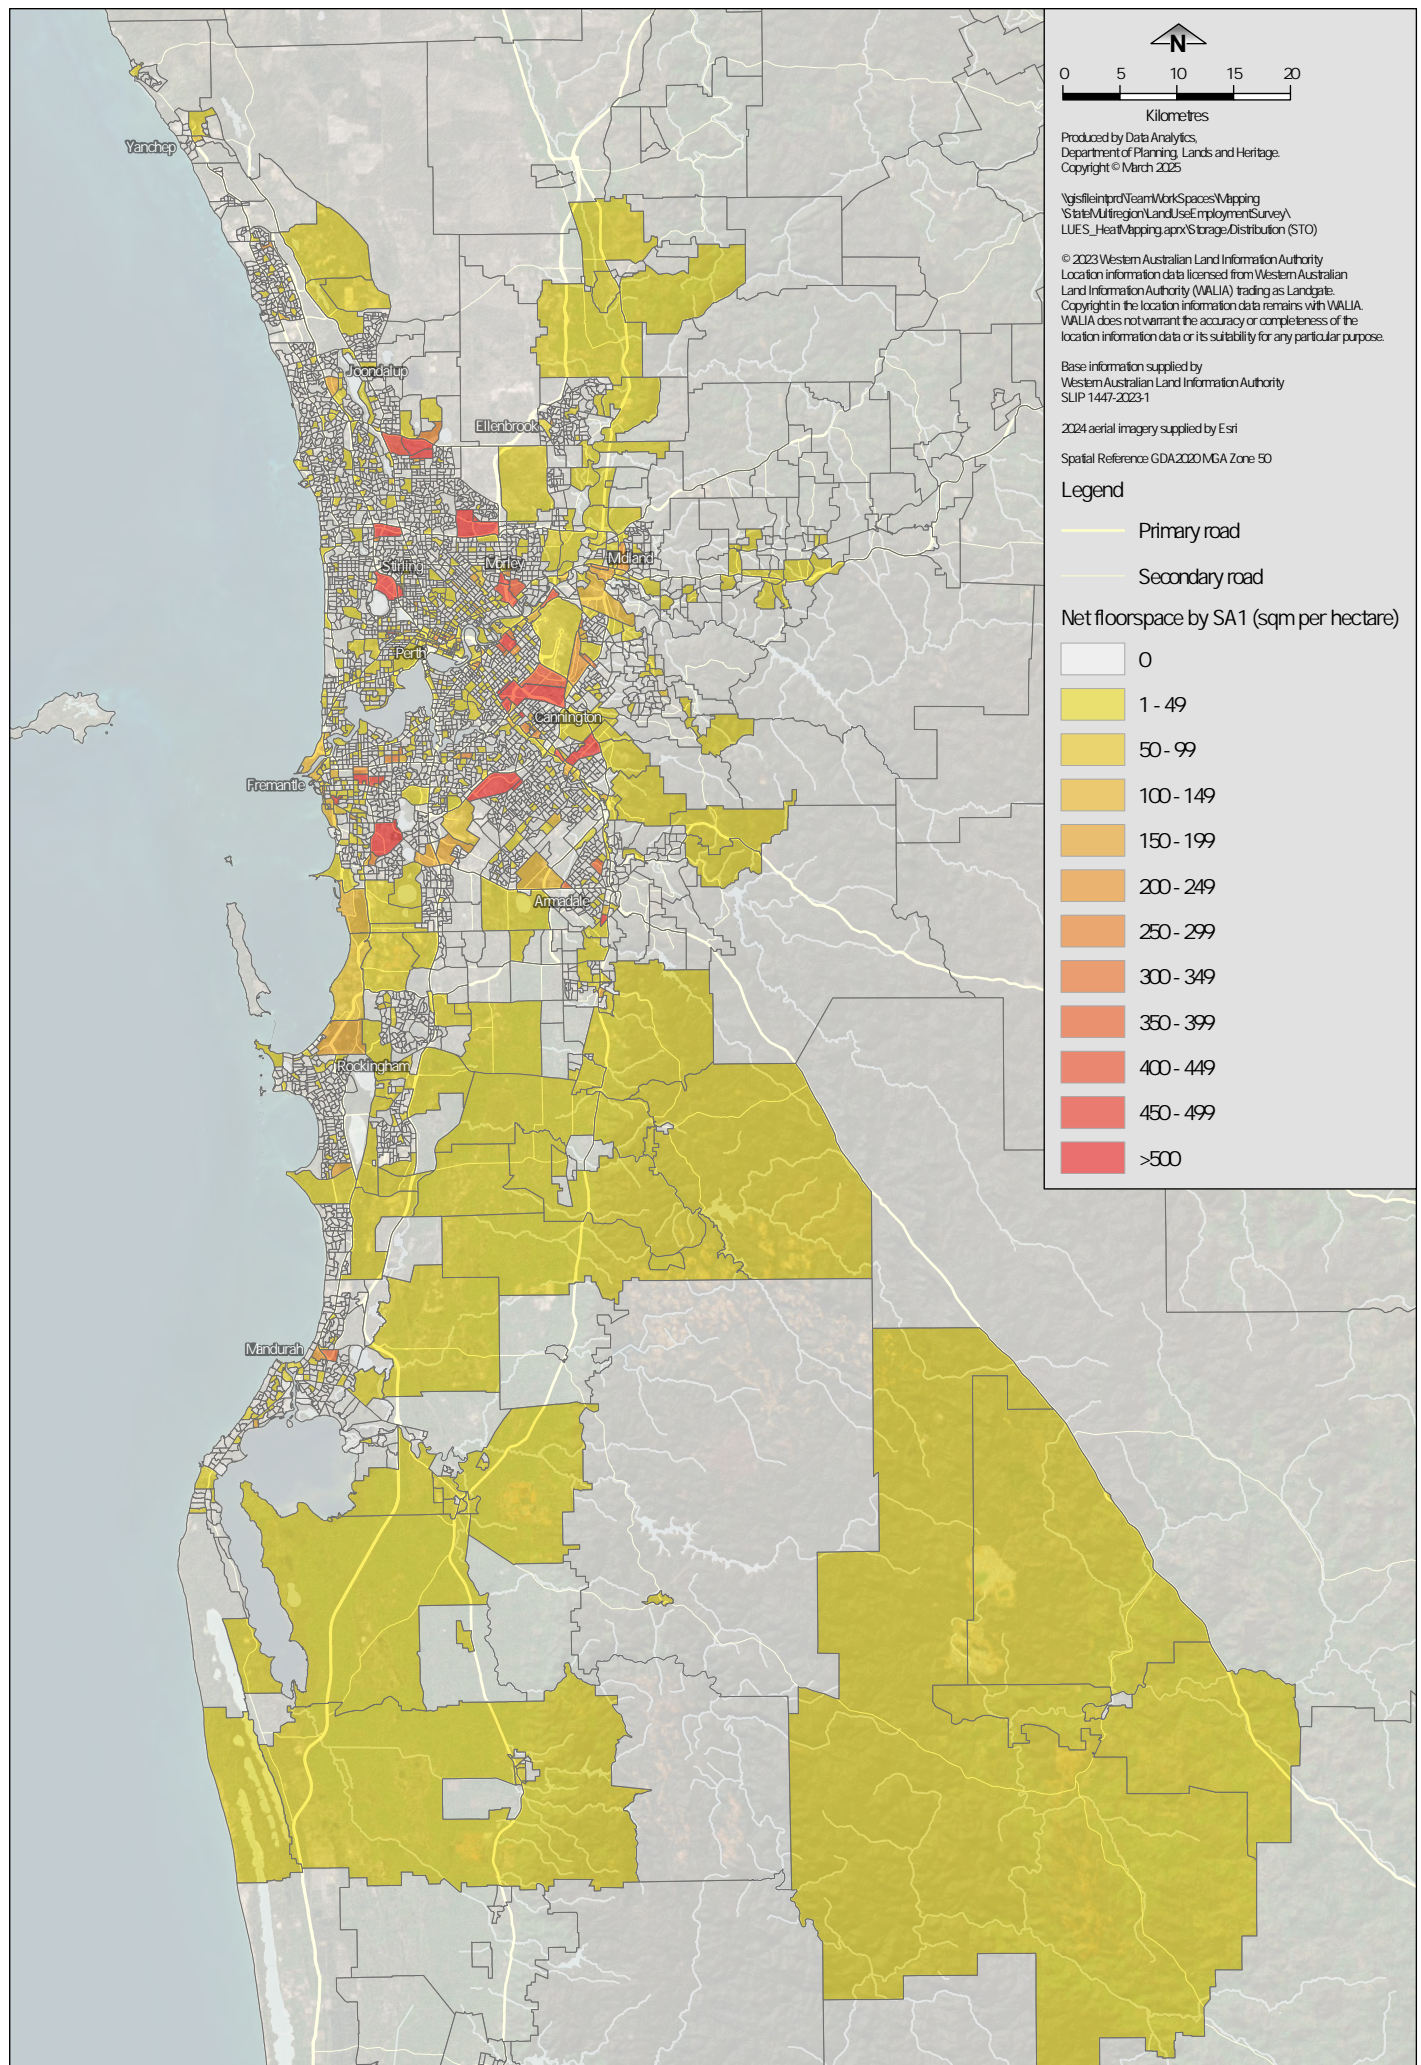 N
0 5 10 15 20
Kilometres
Produced by Data Analytics,
Department of Planning, Lands and Heritage.
Copyright © March 2025
\\gisfileintprd\TeamWorkSpaces\Mapping
\StateMultiregion\LandUseEmploymentSurvey\
LUES_HeatMapping.aprx\Storage/Distribution (STO)
© 2023 Western Australian Land Information Authority
Location information data licensed from Western Australian
Land Information Authority (WALIA) trading as Landgate.
Copyright in the location information data remains with WALIA.
WALIA does not warrant the accuracy or completeness of the
location information data or its suitability for any particular purpose.
Base information supplied by
Western Australian Land Information Authority
SLIP 1447-2023-1
2024 aerial imagery supplied by Esri
Spatial Reference GDA2020 MGA Zone 50
Legend
Primary road
Secondary road
Net floorspace by SA1 (sqm per hectare)
0
1 - 49
50 - 99
100 - 149
150 - 199
200 - 249
250 - 299
300 - 349
350 - 399
400 - 449
450 - 499
>500
Yanchep
Joondalup
Ellenbrook
Stirling
Morley
Midland
Perth
Cannington
Fremantle
Armadale
Rockingham
Mandurah